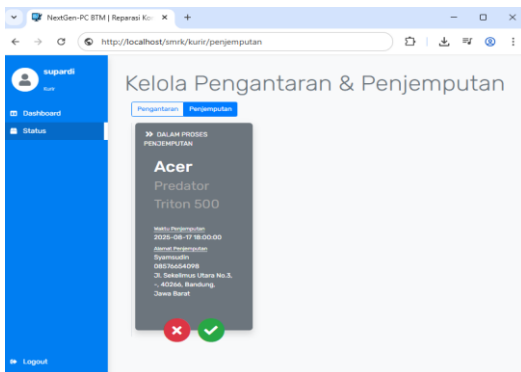 NextGen-PC BTM | Reparasi Ko
http://localhost/smrk/kurir/penjemputan
supardi
Kurir
Dashboard
Status
Logout
Kelola Pengantaran & Penjemputan
Pengantaran Penjemputan
DALAM PROSES
PENJEMPUTAN
Acer
Predator
Triton 500
Waktu Penjemputan
2025-08-17 18:00:00
Alamat Penjemputan
Syamsudin
08576654098
Jl. Sekelimus Utara No.3,
-, 40266, Bandung,
Jawa Barat